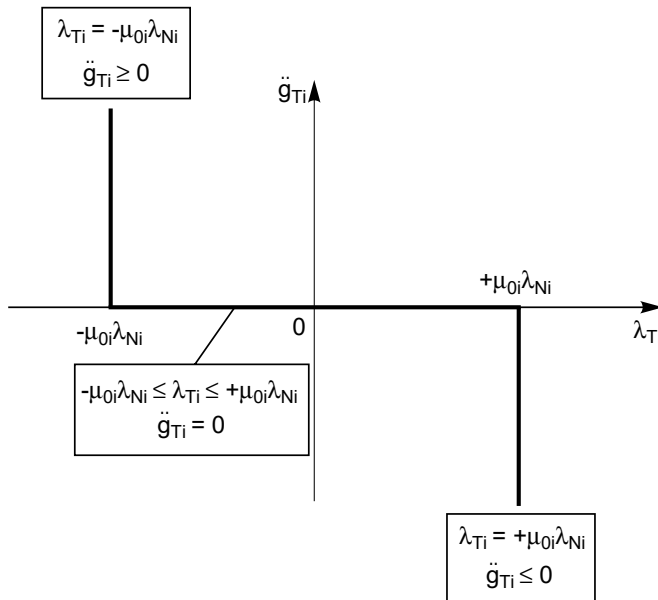 λTi = -μ0iλNi
g̈Ti ≥ 0
g̈Ti
+μ0iλNi
-μ0iλNi
0
λT
-μ0iλNi ≤ λTi ≤ +μ0iλNi
g̈Ti = 0
λTi = +μ0iλNi
g̈Ti ≤ 0